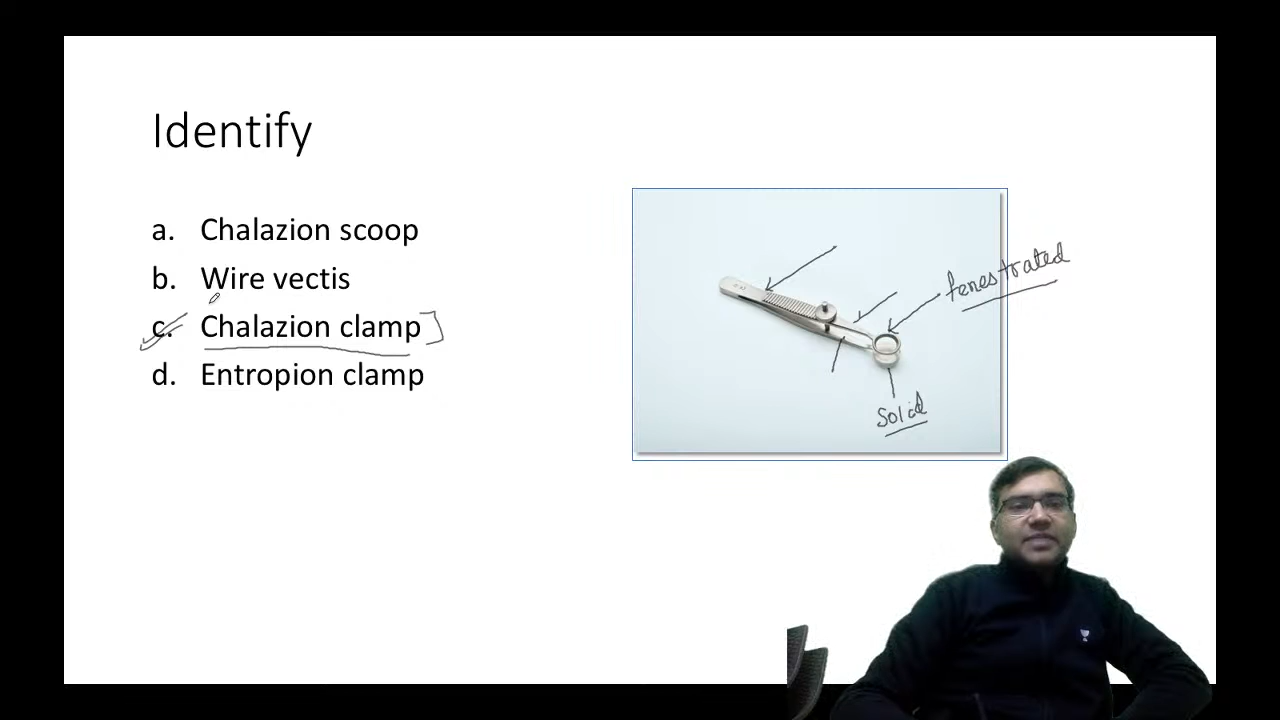 Identify
a. Chalazion scoop
b. Wire vectis
c. Chalazion clamp
d. Entropion clamp
fenestrated
Solid